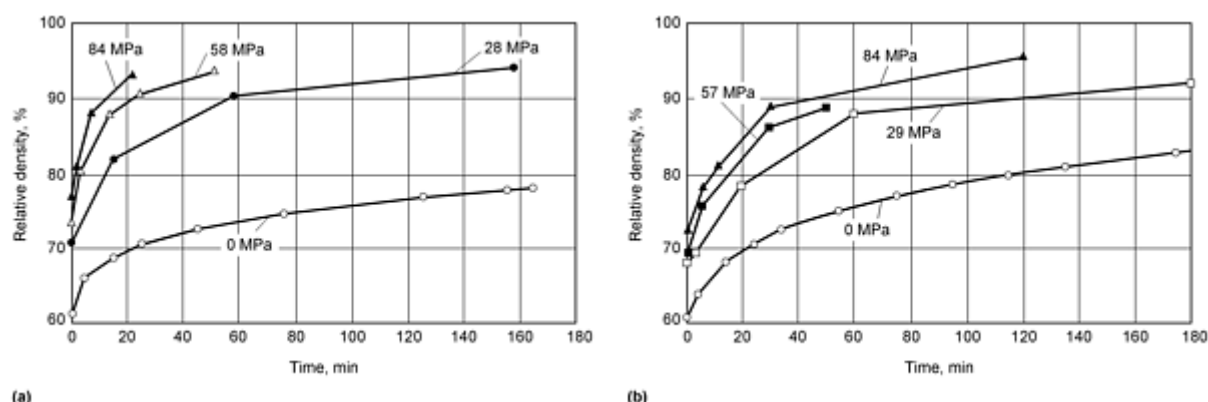 100
90
80
70
60
Relative density, %
84 MPa
58 MPa
28 MPa
0 MPa
0 20 40 60 80 100 120 140 160 180
Time, min
(a)
100
90
80
70
60
Relative density, %
84 MPa
57 MPa
29 MPa
0 MPa
0 20 40 60 80 100 120 140 160 180
Time, min
(b)